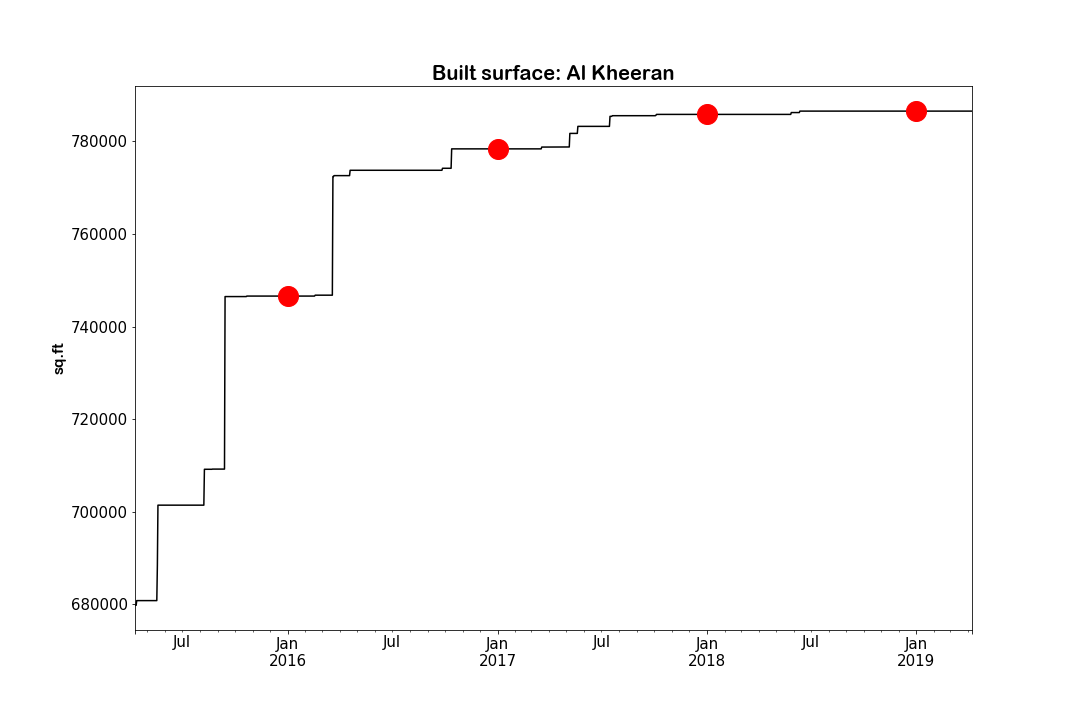 Built surface: Al Kheeran
sq.ft
780000
760000
740000
720000
700000
680000
Jul Jan Jul Jan Jul Jan Jul Jan
2016 2017 2018 2019